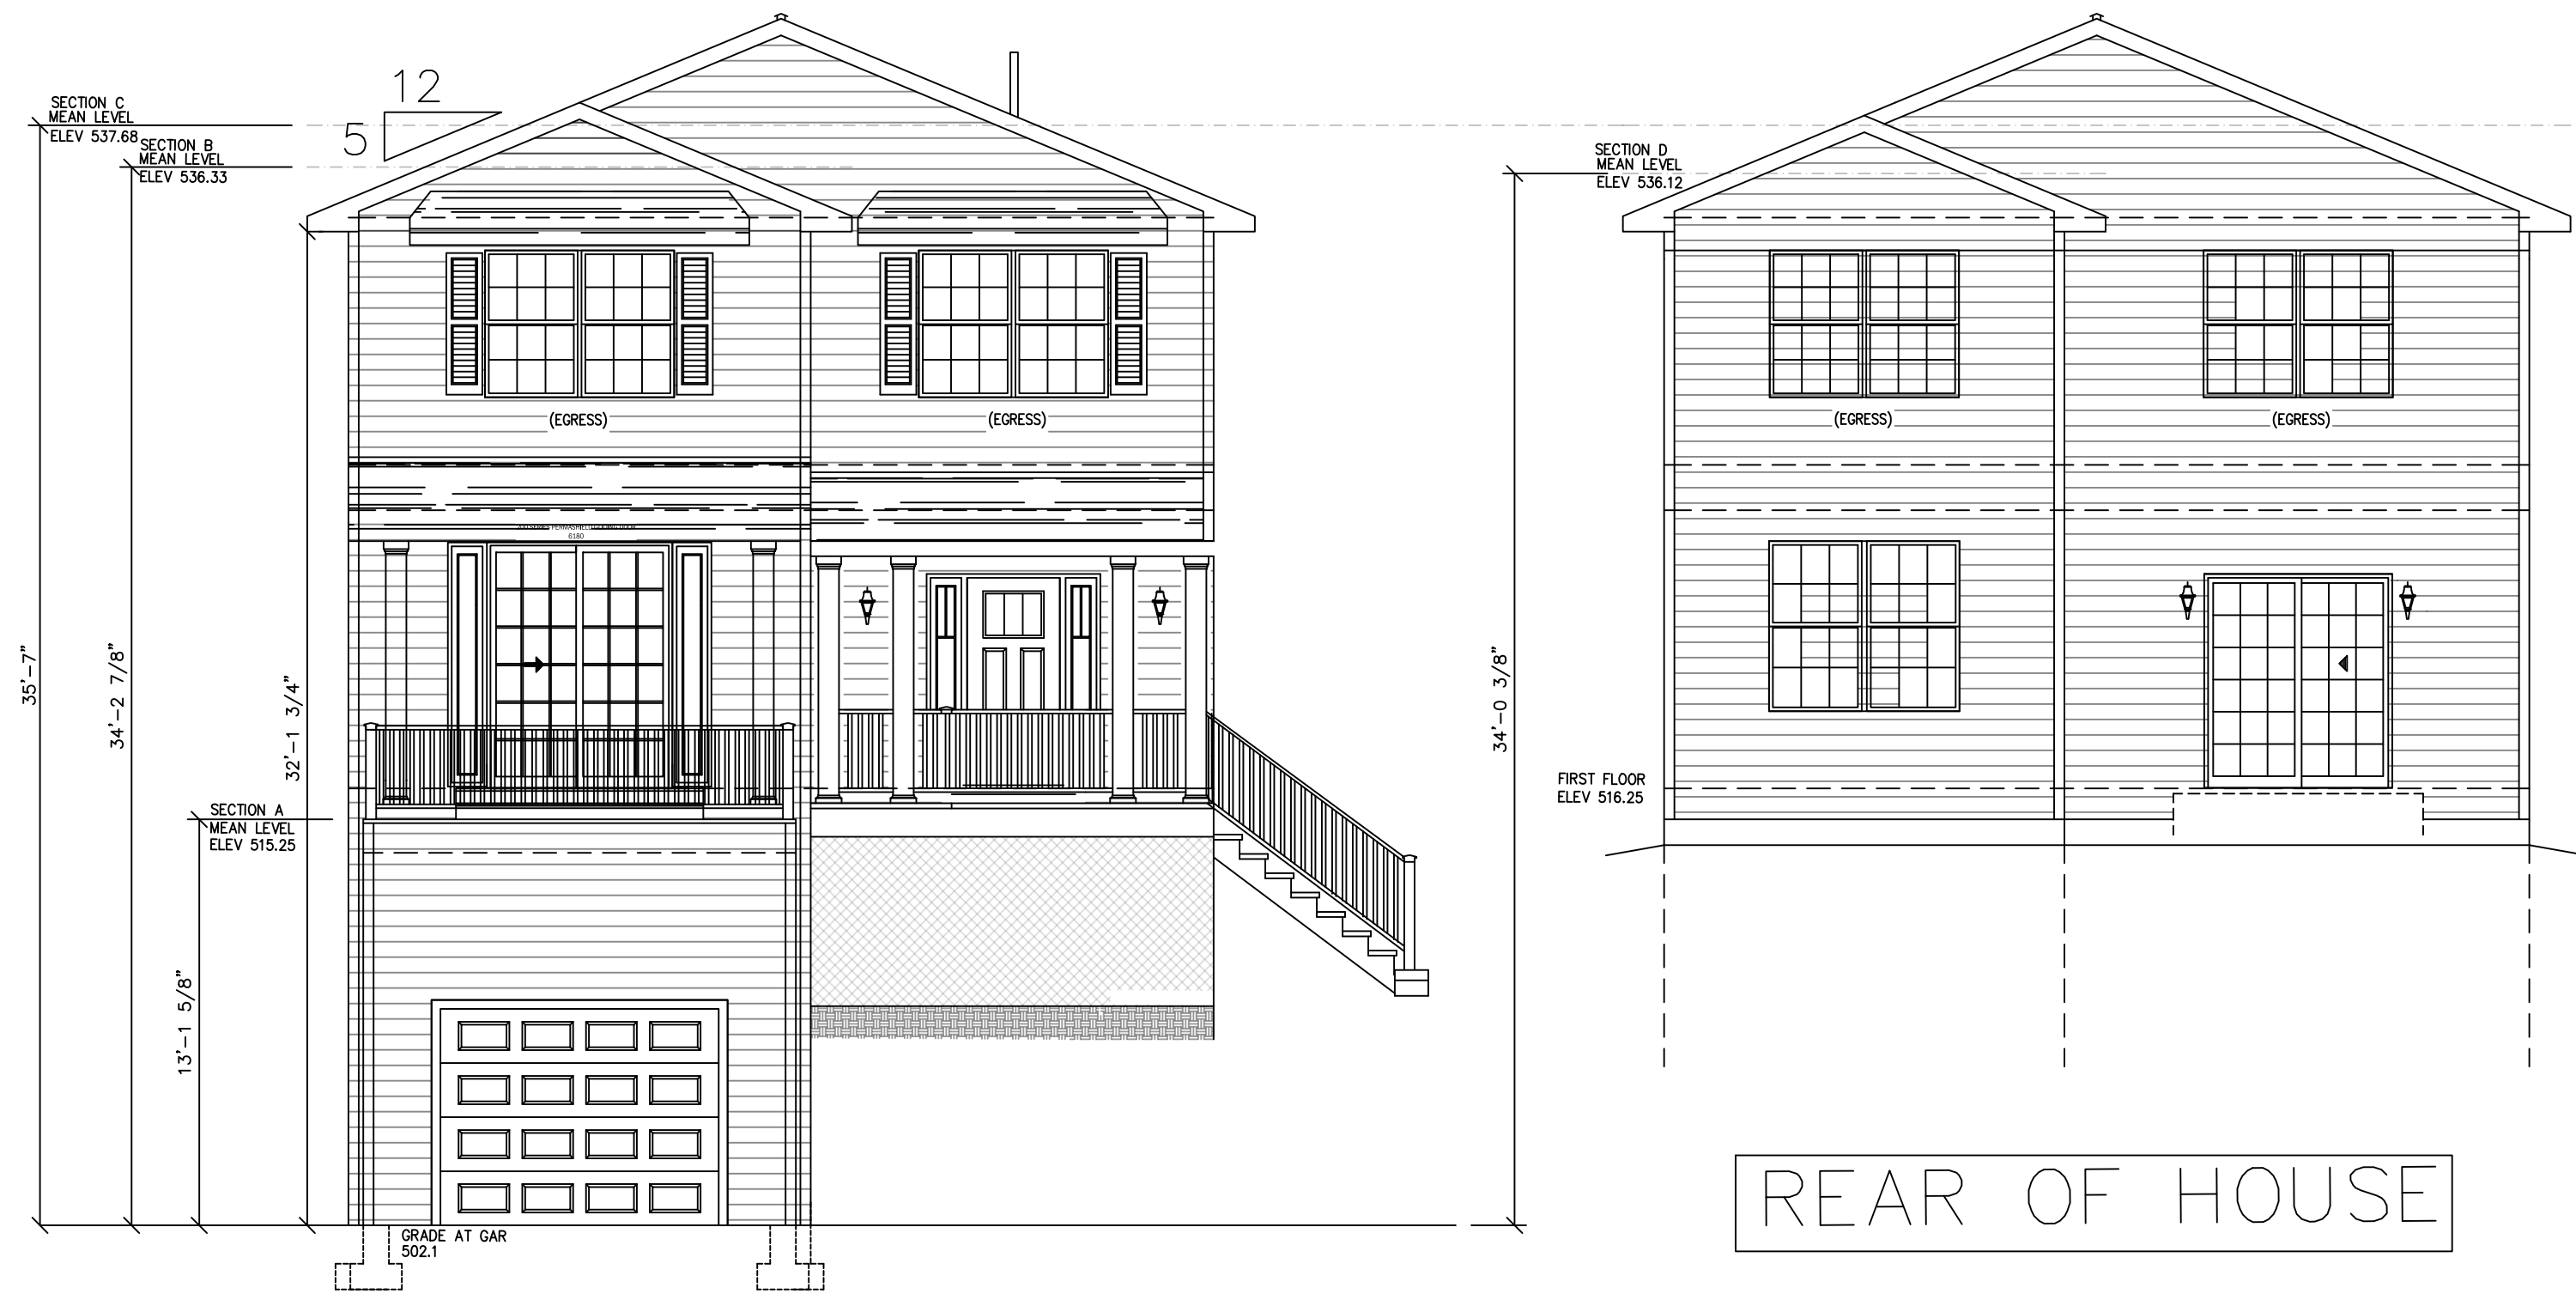 12
5
SECTION C
MEAN LEVEL
ELEV 537.68
SECTION B
MEAN LEVEL
ELEV 536.33
SECTION D
MEAN LEVEL
ELEV 536.12
(EGRESS)
(EGRESS)
(EGRESS)
(EGRESS)
6180
35'-7"
34'-2 7/8"
32'-1 3/4"
34'-0 3/8"
FIRST FLOOR
ELEV 516.25
SECTION A
MEAN LEVEL
ELEV 515.25
13'-1 5/8"
REAR OF HOUSE
GRADE AT GAR
502.1